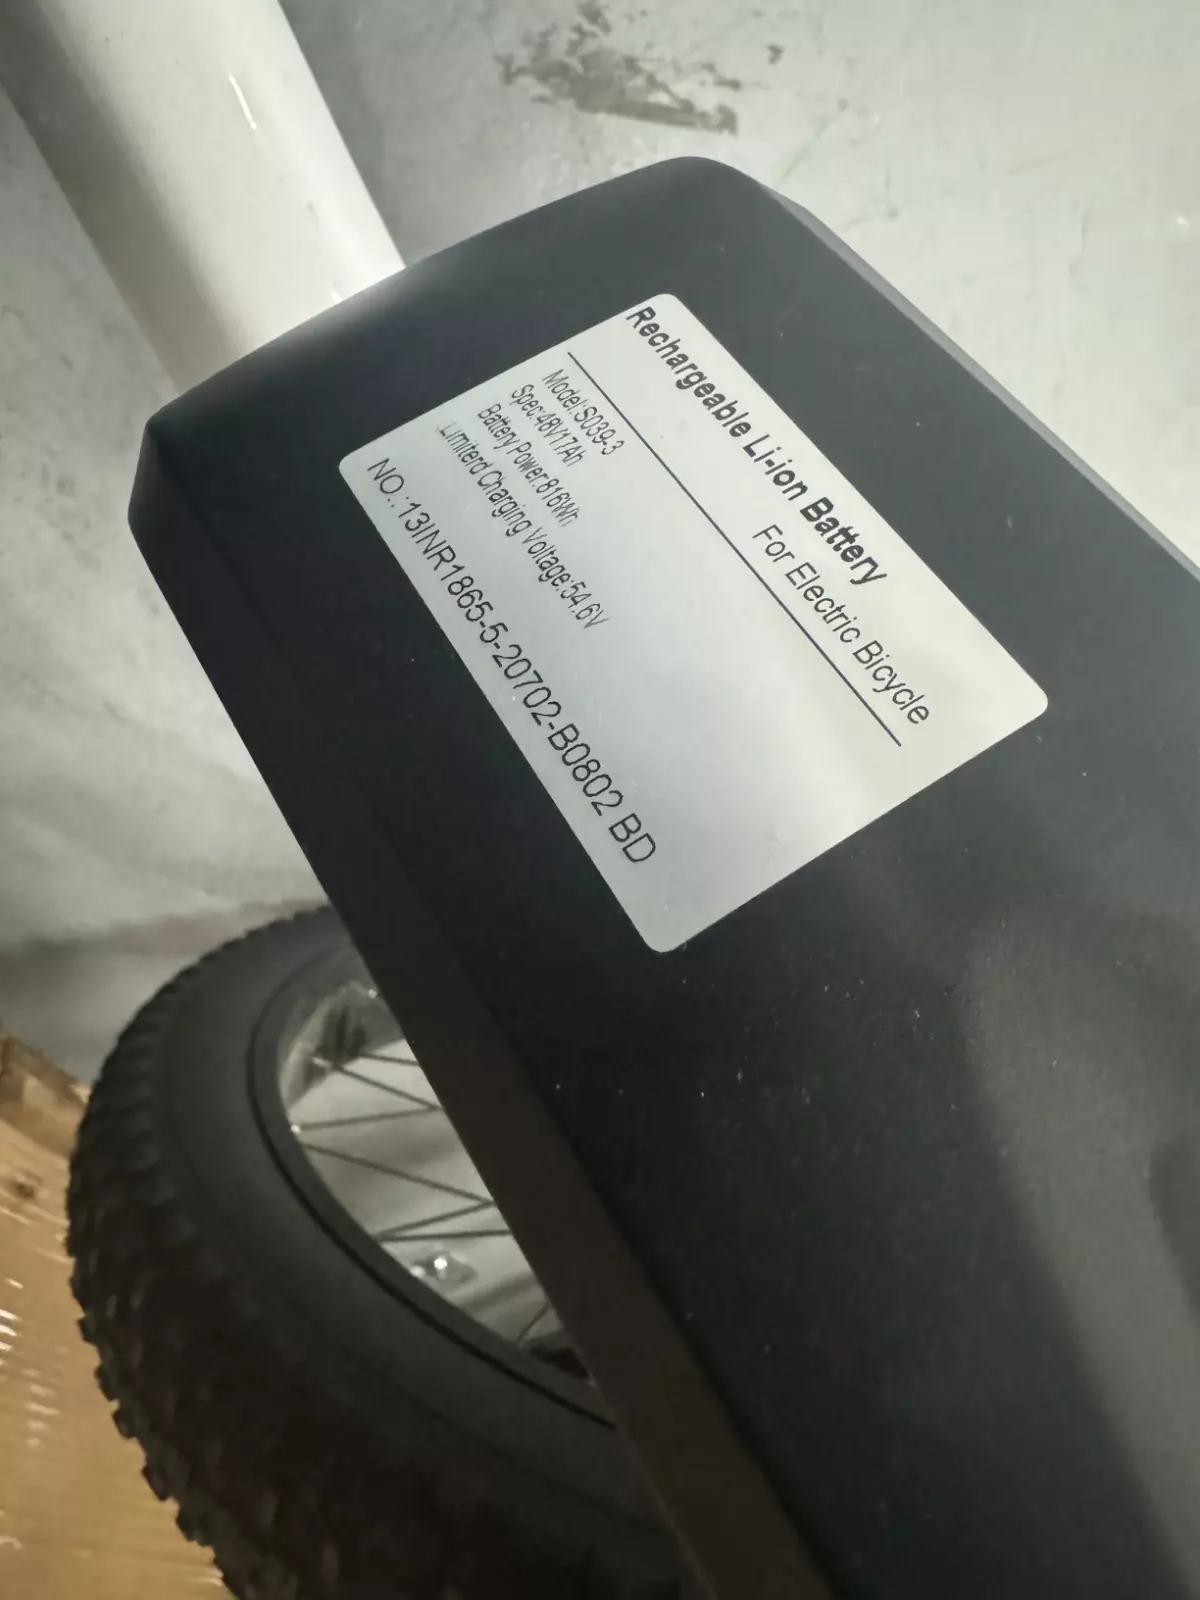 Rechargeable Li-ion Battery
For Electric Bicycle
Model:S039-3
Spec:48V17Ah
Battery Power:816Wh
Limiterd Charging Voltage:54.6V
NO.:13INR1865-5-20702-B0802 BD